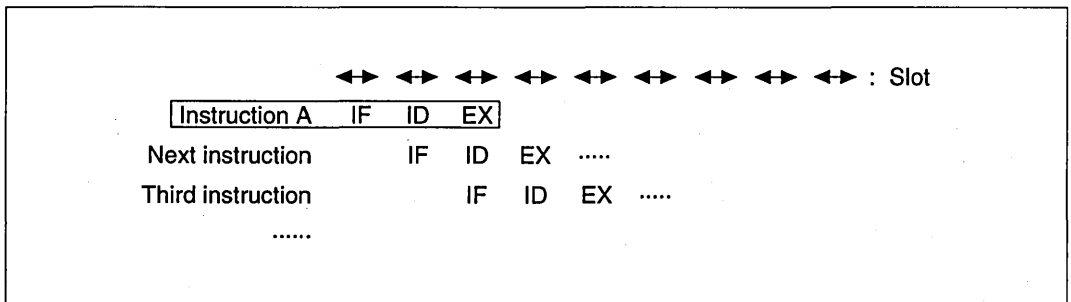 : Slot
Instruction A IF ID EX
Next instruction IF ID EX .....
Third instruction IF ID EX .....
......